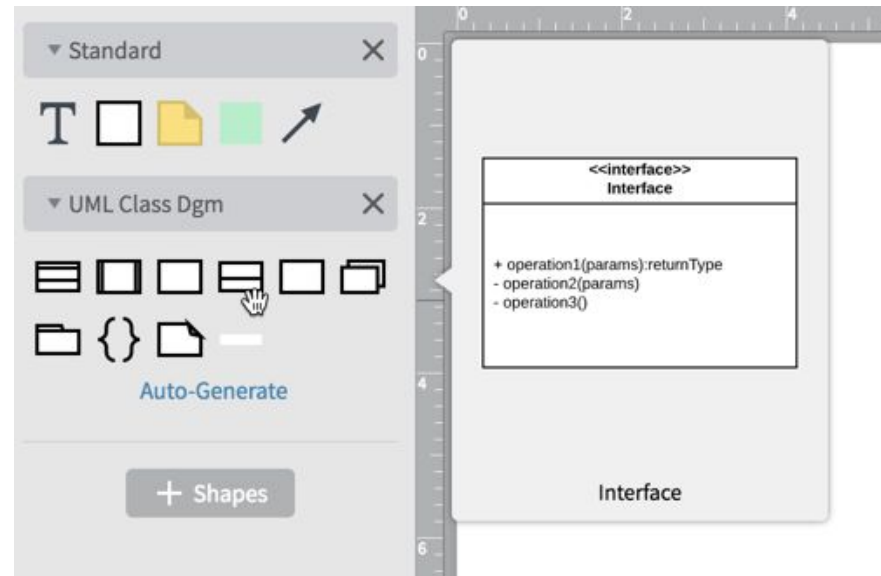 Standard
T
UML Class Dgm
{ }
Auto-Generate
+ Shapes
0
2
4
0
2
4
6
<<interface>>
Interface
+ operation1(params):returnType
- operation2(params)
- operation3()
Interface